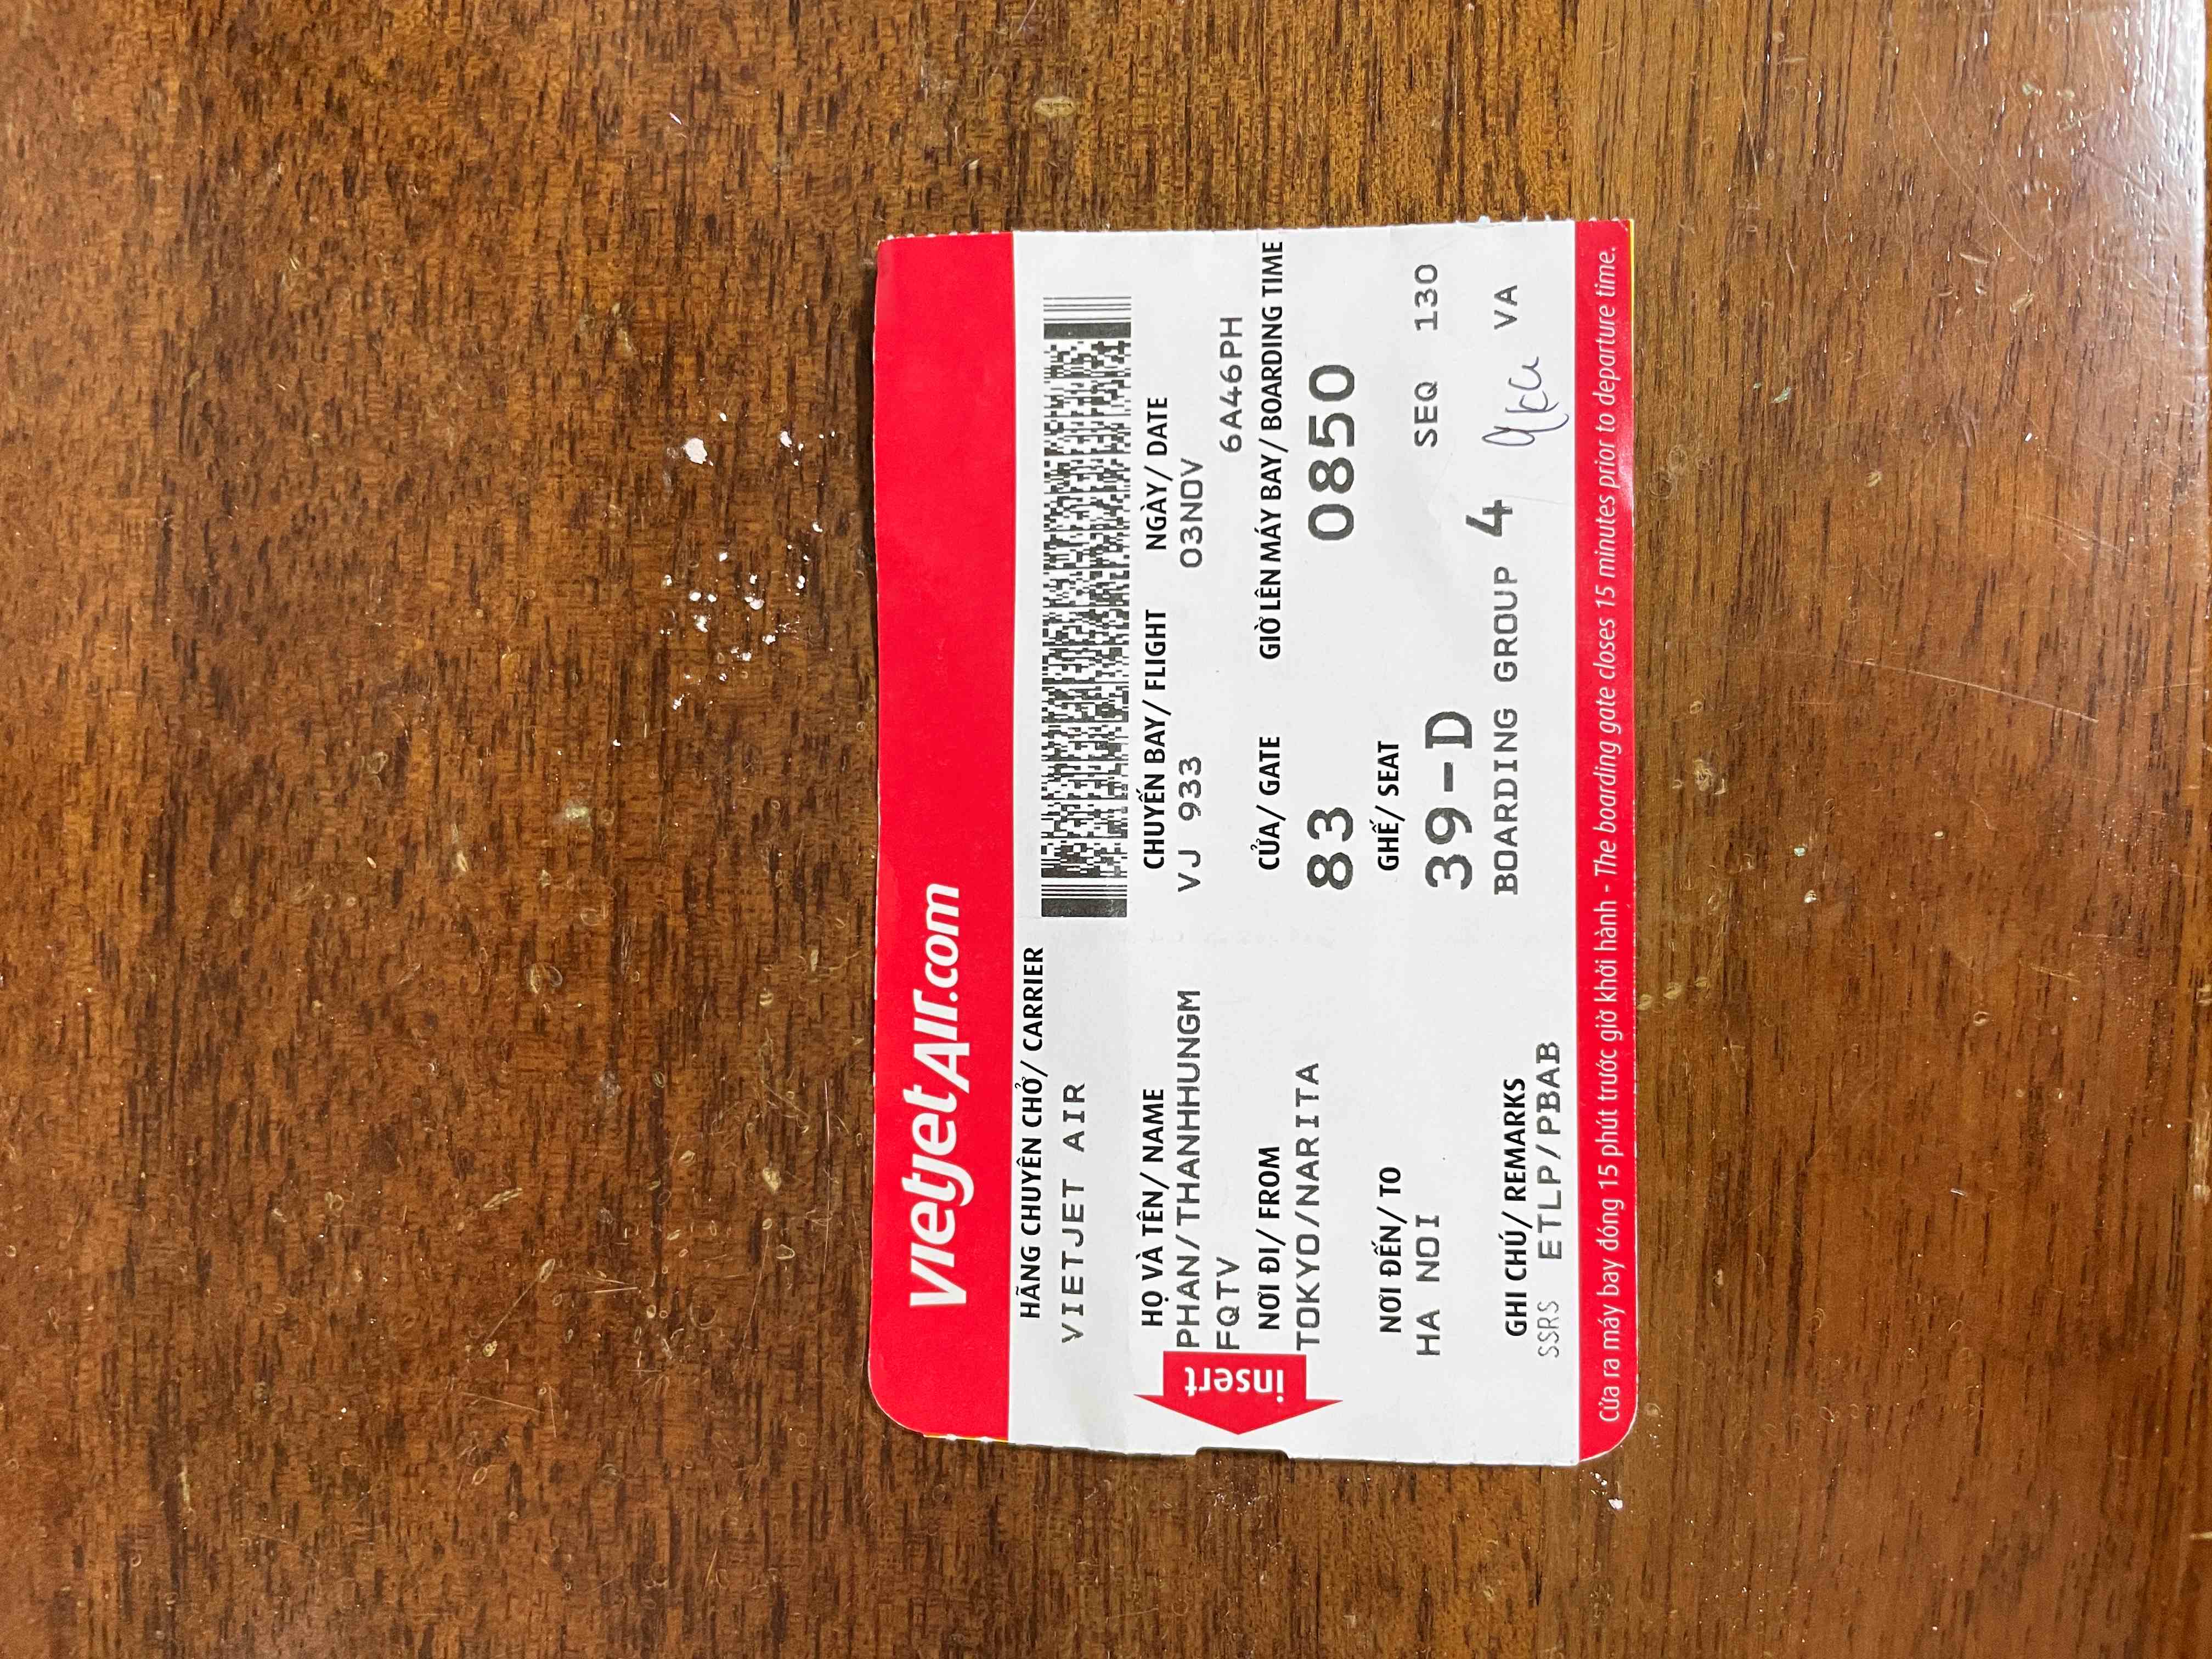 vietjetAir.com
HÃNG CHUYÊN CHỞ/ CARRIER
VIETJET AIR
HỌ VÀ TÊN/ NAME
PHAN/THANHHUNGM
FQTV
NƠI ĐI/ FROM
TOKYO/NARITA
NƠI ĐẾN/ TO
HA NOI
GHI CHÚ/ REMARKS
SSRS ETLP/PBAB
CHUYẾN BAY/ FLIGHT NGÀY/ DATE
VJ 933 03NOV
6A46PH
CỬA/ GATE GIỜ LÊN MÁY BAY/ BOARDING TIME
83 0850
GHẾ/ SEAT
39-D SEQ 130
BOARDING GROUP 4 VA
insert
Cửa ra máy bay đóng 15 phút trước giờ khởi hành - The boarding gate closes 15 minutes prior to departure time.